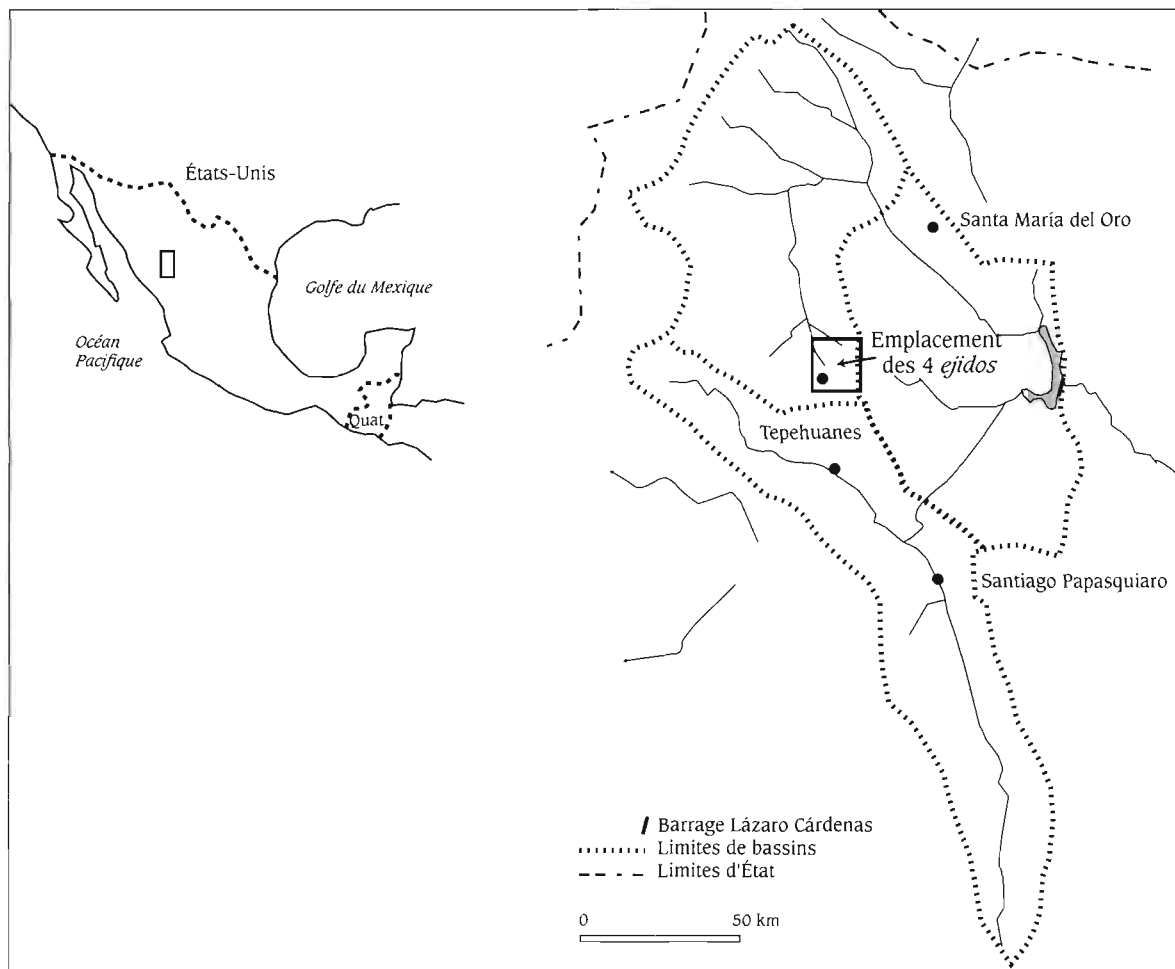 États-Unis
Golfe du Mexique
Océan
Pacifique
Quat.
Santa María del Oro
Emplacement
des 4 ejidos
Tepehuanes
Santiago Papasquiaro
Barrage Lázaro Cárdenas
Limites de bassins
Limites d'État
0 50 km